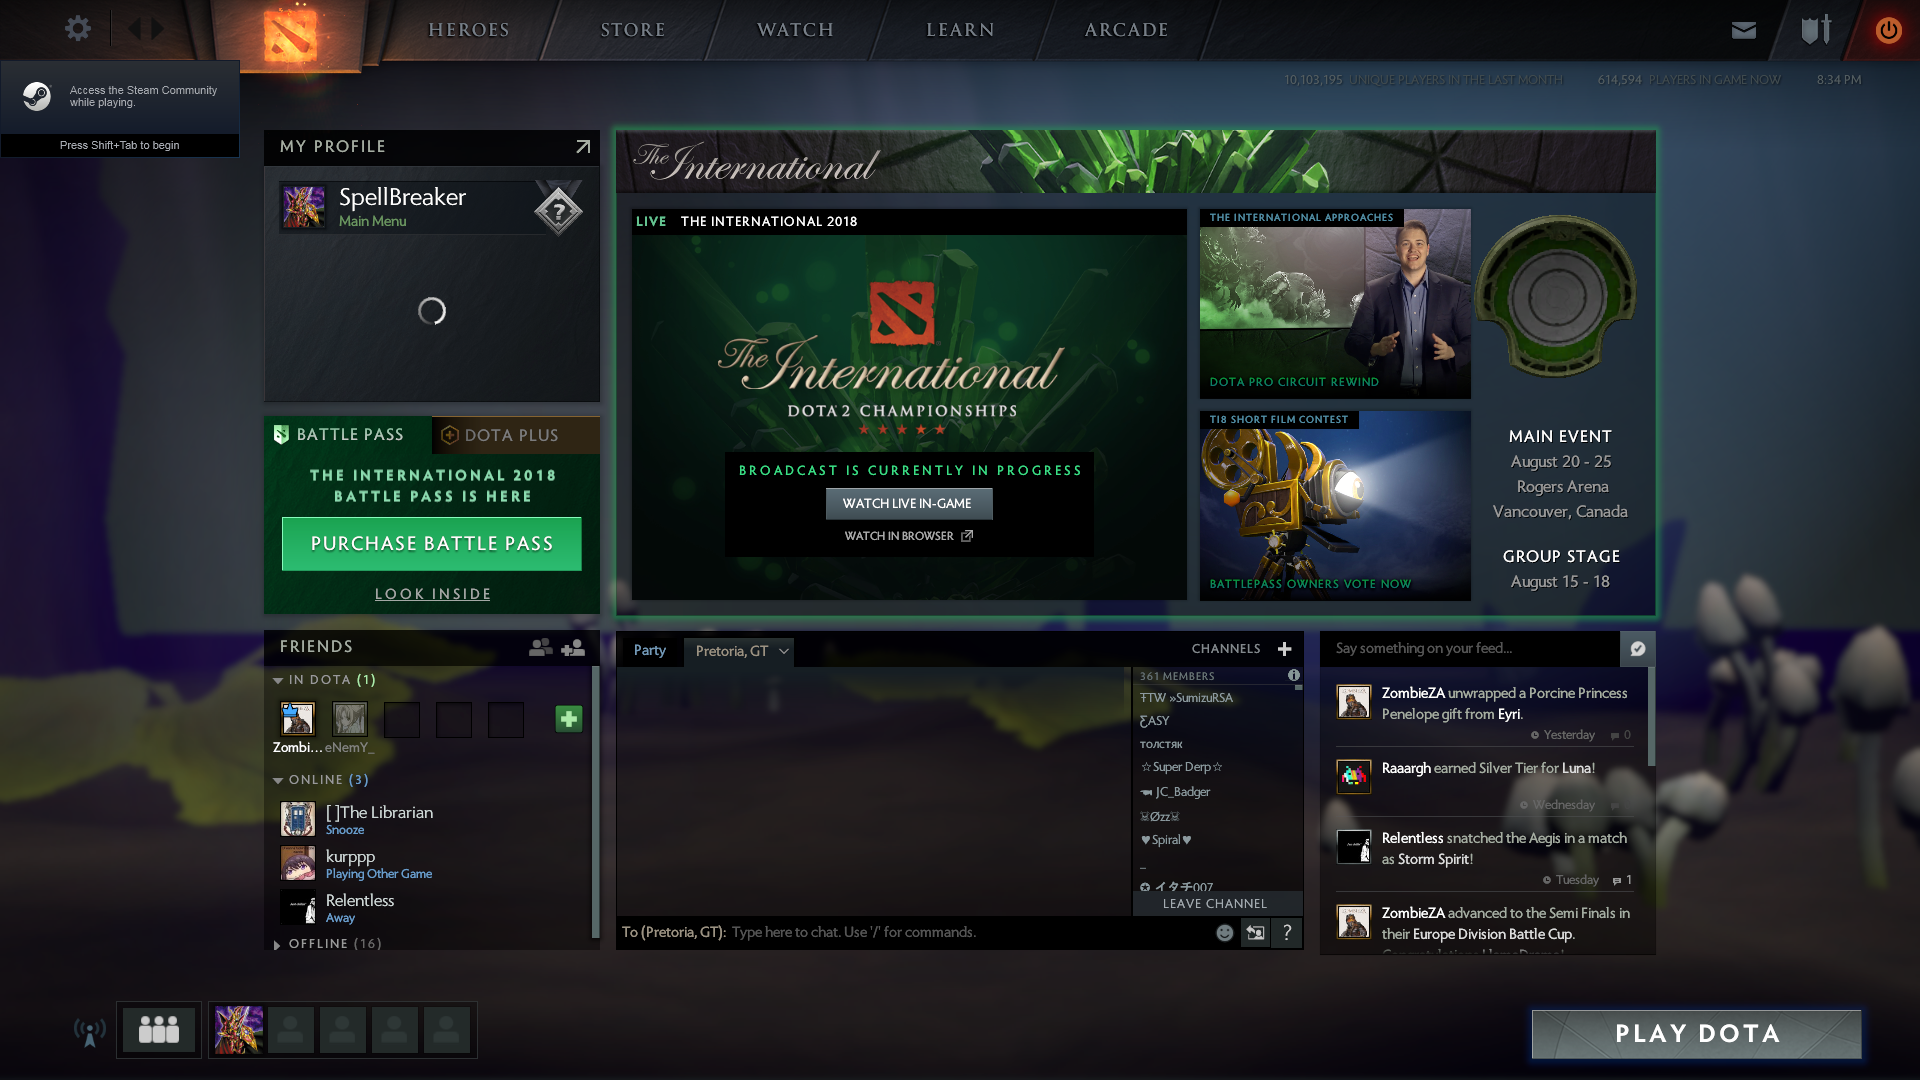 HEROES
STORE
WATCH
LEARN
ARCADE
Access the Steam Community
while playing.
Press Shift+Tab to begin
10,103,195 UNIQUE PLAYERS IN THE LAST MONTH
614,594 PLAYERS IN GAME NOW
8:34 PM
MY PROFILE
SpellBreaker
Main Menu
?
BATTLE PASS
DOTA PLUS
THE INTERNATIONAL 2018
BATTLE PASS IS HERE
PURCHASE BATTLE PASS
LOOK INSIDE
The International
LIVE THE INTERNATIONAL 2018
The International
DOTA 2 CHAMPIONSHIPS
BROADCAST IS CURRENTLY IN PROGRESS
WATCH LIVE IN-GAME
WATCH IN BROWSER
THE INTERNATIONAL APPROACHES
DOTA PRO CIRCUIT REWIND
TI8 SHORT FILM CONTEST
BATTLEPASS OWNERS VOTE NOW
MAIN EVENT
August 20 - 25
Rogers Arena
Vancouver, Canada
GROUP STAGE
August 15 - 18
FRIENDS
IN DOTA (1)
Zombi... eNemY_
ONLINE (3)
[ ]The Librarian
Snooze
kurppp
Playing Other Game
Relentless
Away
OFFLINE (16)
Party
Pretoria, GT
CHANNELS
361 MEMBERS
ŦTW »SumizuRSA
ƸASY
толстяк
☆Super Derp☆
JC_Badger
☠Øzz☠
♥Spiral♥
_
✪ イタチ007
LEAVE CHANNEL
To (Pretoria, GT): Type here to chat. Use '/' for commands.
?
Say something on your feed...
ZombieZA unwrapped a Porcine Princess
Penelope gift from Eyri.
Yesterday 0
Raaargh earned Silver Tier for Luna!
Wednesday
Relentless snatched the Aegis in a match
as Storm Spirit!
Tuesday 1
ZombieZA advanced to the Semi Finals in
their Europe Division Battle Cup.
PLAY DOTA